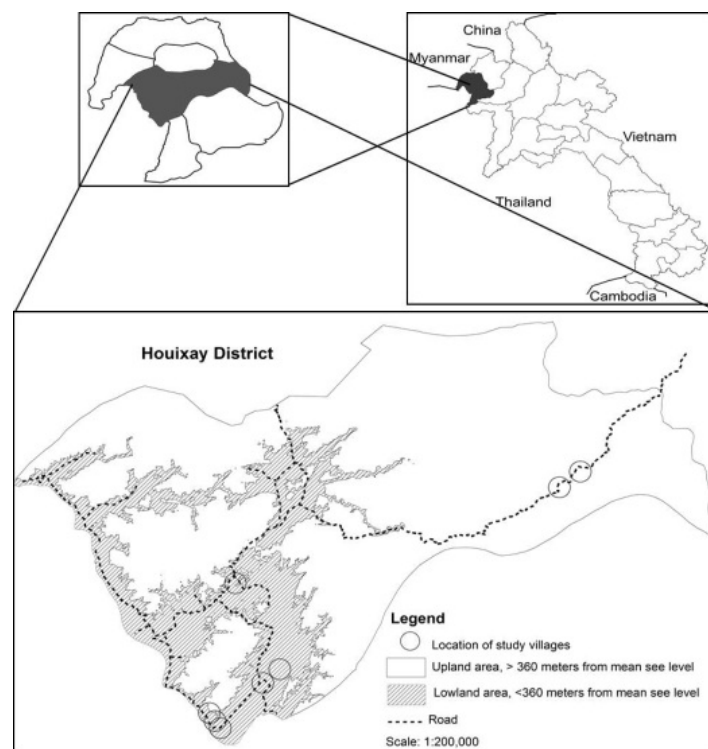 China
Myanmar
Vietnam
Thailand
Cambodia
Houixay District
Legend
Location of study villages
Upland area, > 360 meters from mean see level
Lowland area, <360 meters from mean see level
Road
Scale: 1:200,000